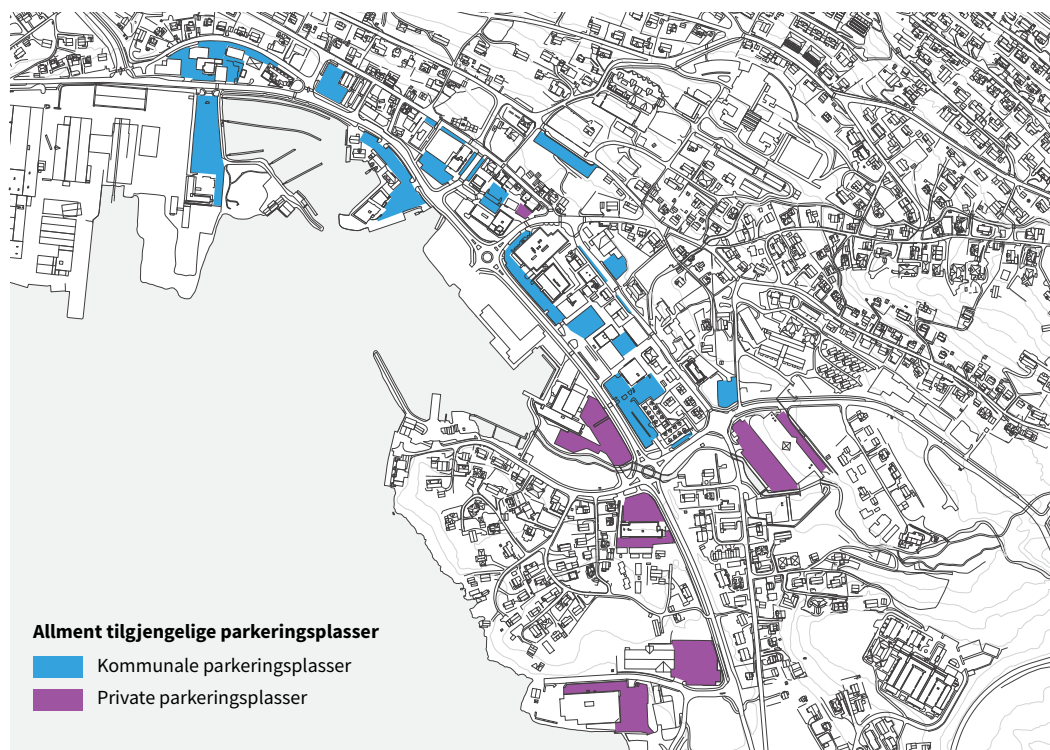 Allment tilgjengelige parkeringsplasser
Kommunale parkeringsplasser
Private parkeringsplasser